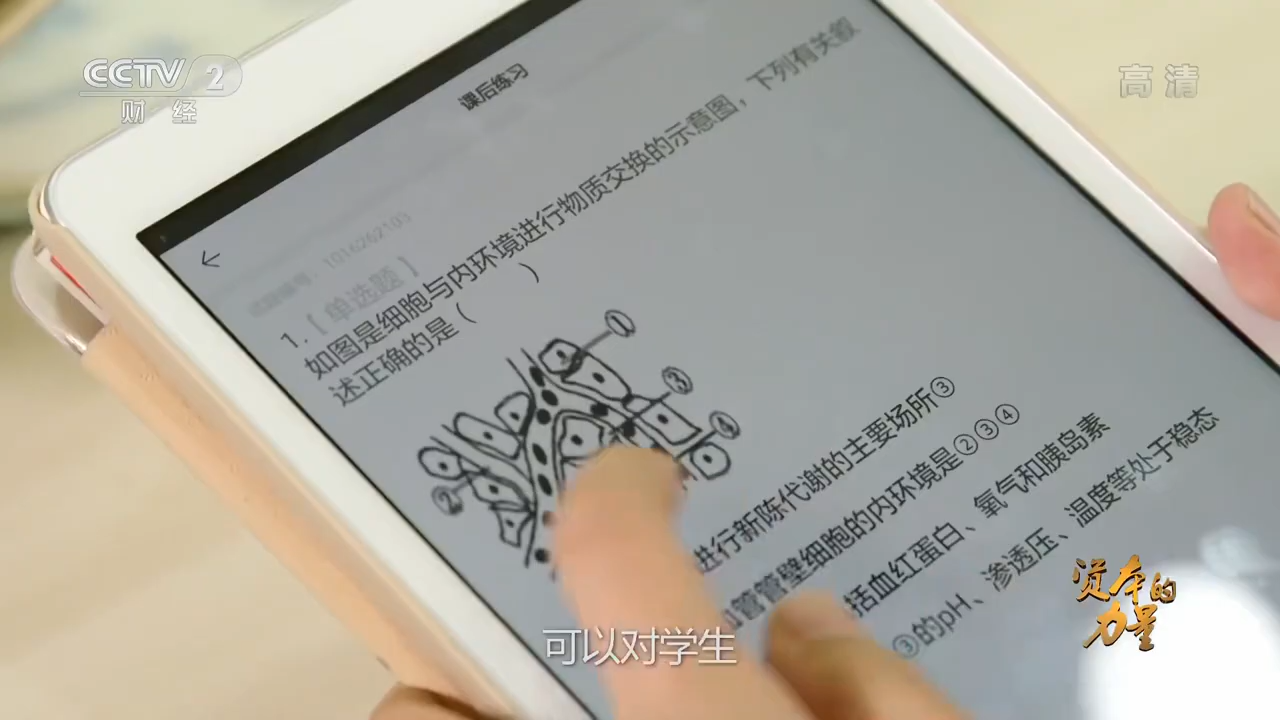 CCTV 2
财经
高清
课后练习
←
1016262103
1.【单选题】
如图是细胞与内环境进行物质交换的示意图，下列有关叙
述正确的是（ ）
①
③
④
②
进行新陈代谢的主要场所③
管管壁细胞的内环境是②③④
括血红蛋白、氧气和胰岛素
③的pH、渗透压、温度等处于稳态
资本的
力量
可以对学生